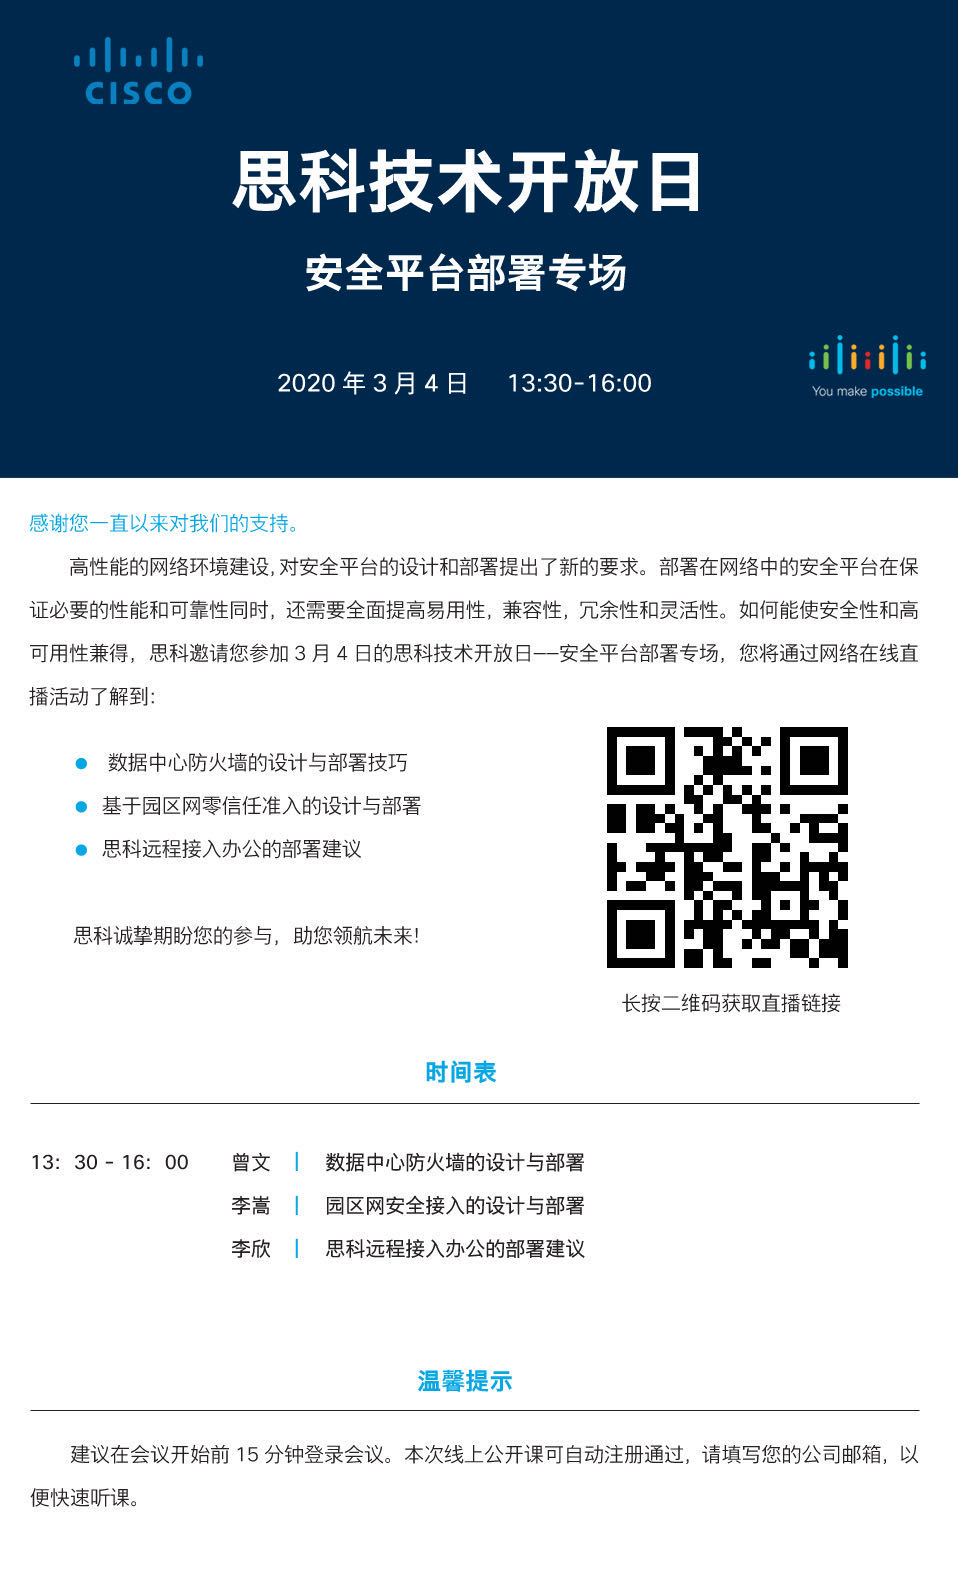 CISCO
思科技术开放日
安全平台部署专场
2020 年 3 月 4 日 13:30-16:00
You make possible
感谢您一直以来对我们的支持。
高性能的网络环境建设,对安全平台的设计和部署提出了新的要求。部署在网络中的安全平台在保
证必要的性能和可靠性同时，还需要全面提高易用性，兼容性，冗余性和灵活性。如何能使安全性和高
可用性兼得，思科邀请您参加 3 月 4 日的思科技术开放日——安全平台部署专场，您将通过网络在线直
播活动了解到：
● 数据中心防火墙的设计与部署技巧
● 基于园区网零信任准入的设计与部署
● 思科远程接入办公的部署建议
思科诚挚期盼您的参与，助您领航未来!
长按二维码获取直播链接
时间表
13：30 - 16：00 曾文 | 数据中心防火墙的设计与部署
李嵩 | 园区网安全接入的设计与部署
李欣 | 思科远程接入办公的部署建议
温馨提示
建议在会议开始前 15 分钟登录会议。本次线上公开课可自动注册通过，请填写您的公司邮箱，以
便快速听课。